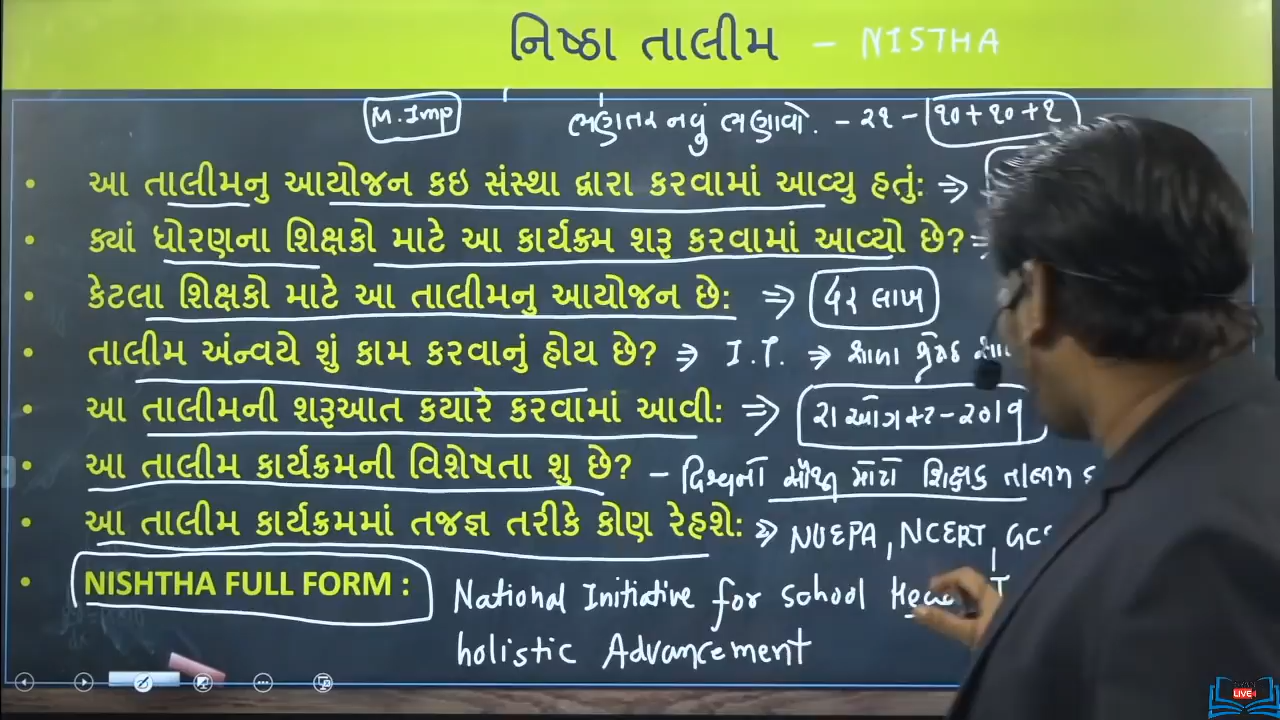 નિષ્ઠા તાલીમ - NISTHA
M. Imp ભણતર નવું ભણાવો. - ૨૧ - ૧૦+૧૦+૧
• આ તાલીમનુ આયોજન કઇ સંસ્થા દ્વારા કરવામાં આવ્યુ હતું: ⇒
• ક્યાં ધોરણના શિક્ષકો માટે આ કાર્યક્રમ શરૂ કરવામાં આવ્યો છે? ⇒
• કેટલા શિક્ષકો માટે આ તાલીમનુ આયોજન છે: ⇒ ૪૨ લાખ
• તાલીમ અંન્વયે શું કામ કરવાનું હોય છે? ⇒ I.T. ⇒ શાળા
• આ તાલીમની શરૂઆત કયારે કરવામાં આવી: ⇒ ૨૧ ઓગસ્ટ-૨૦૧૯
• આ તાલીમ કાર્યક્રમની વિશેષતા શુ છે? - વિશ્વનો સૌથી મોટો શિક્ષક તાલીમ
• આ તાલીમ કાર્યક્રમમાં તજજ્ઞ તરીકે કોણ રેહશે: ⇒ NUEPA, NCERT,
• NISHTHA FULL FORM : National Initiative for school
holistic Advancement
LIVE